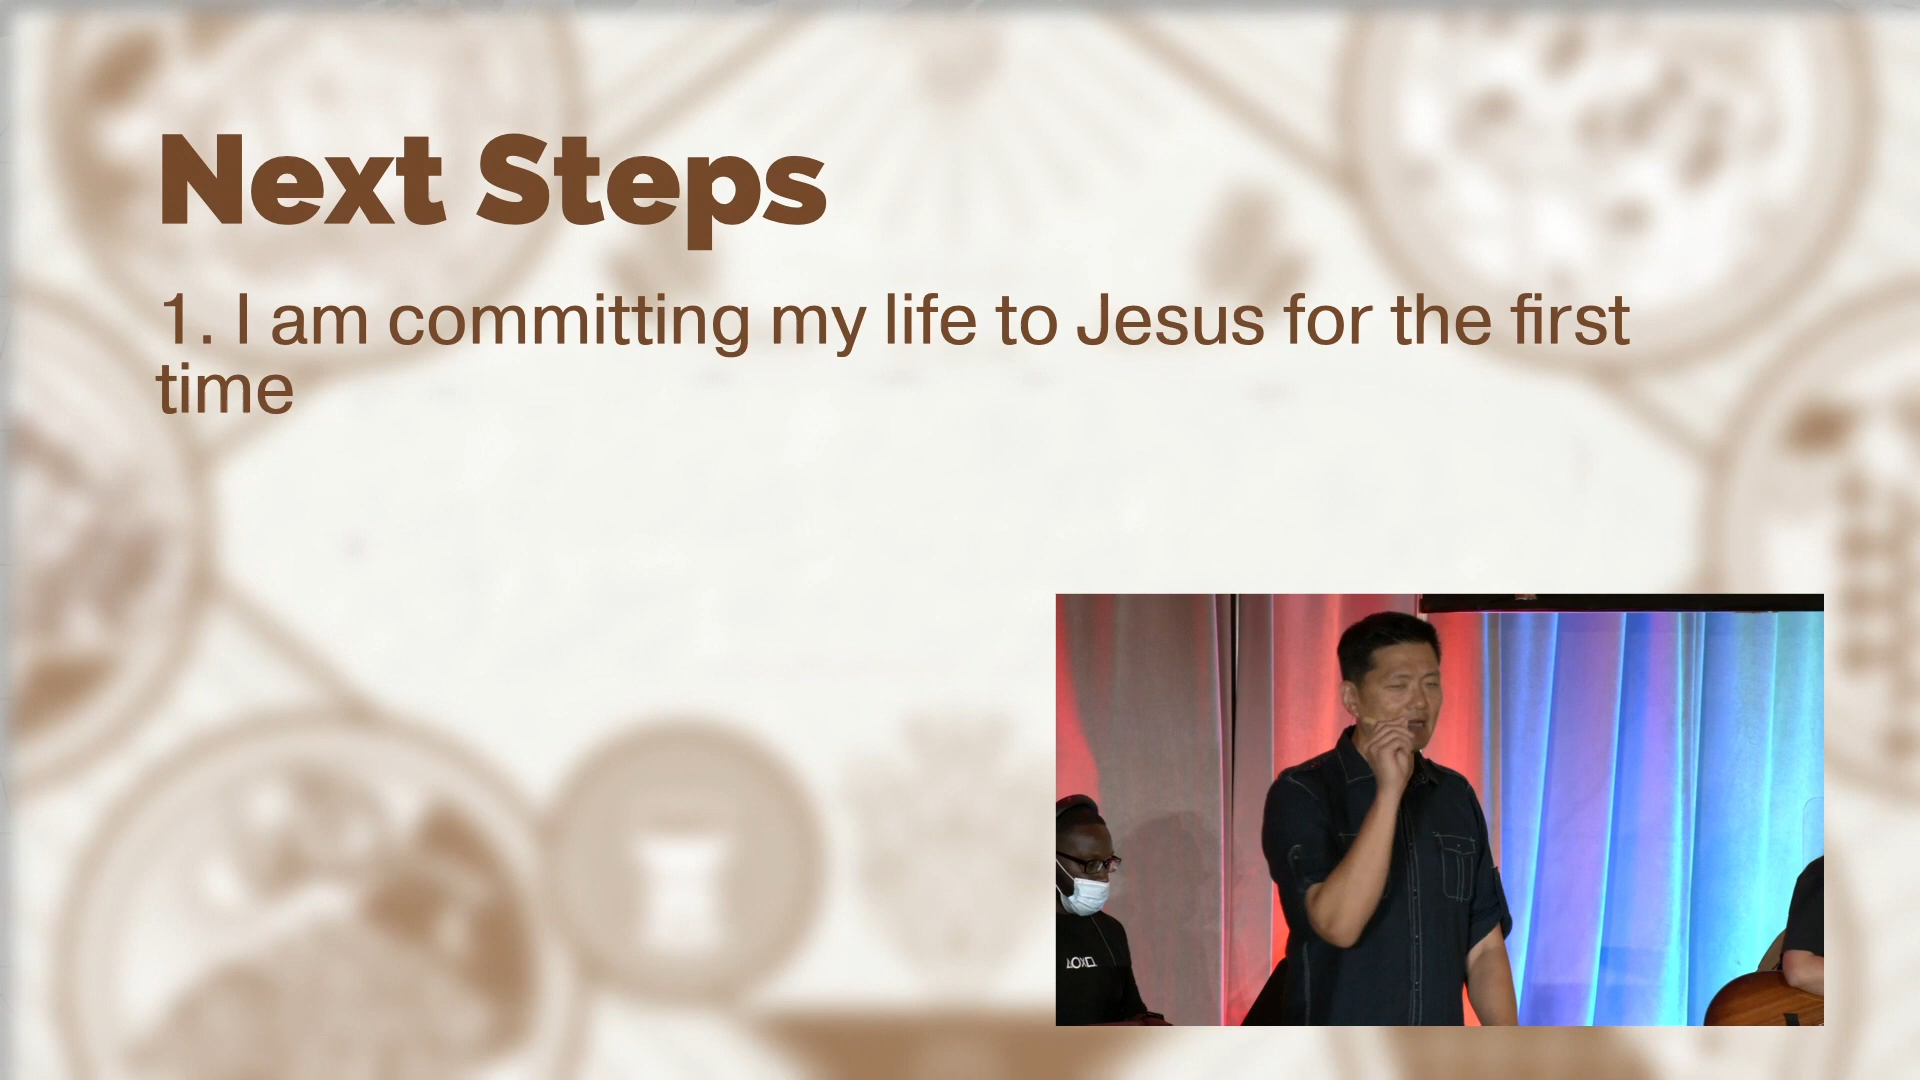 Next Steps
1. I am committing my life to Jesus for the first
time